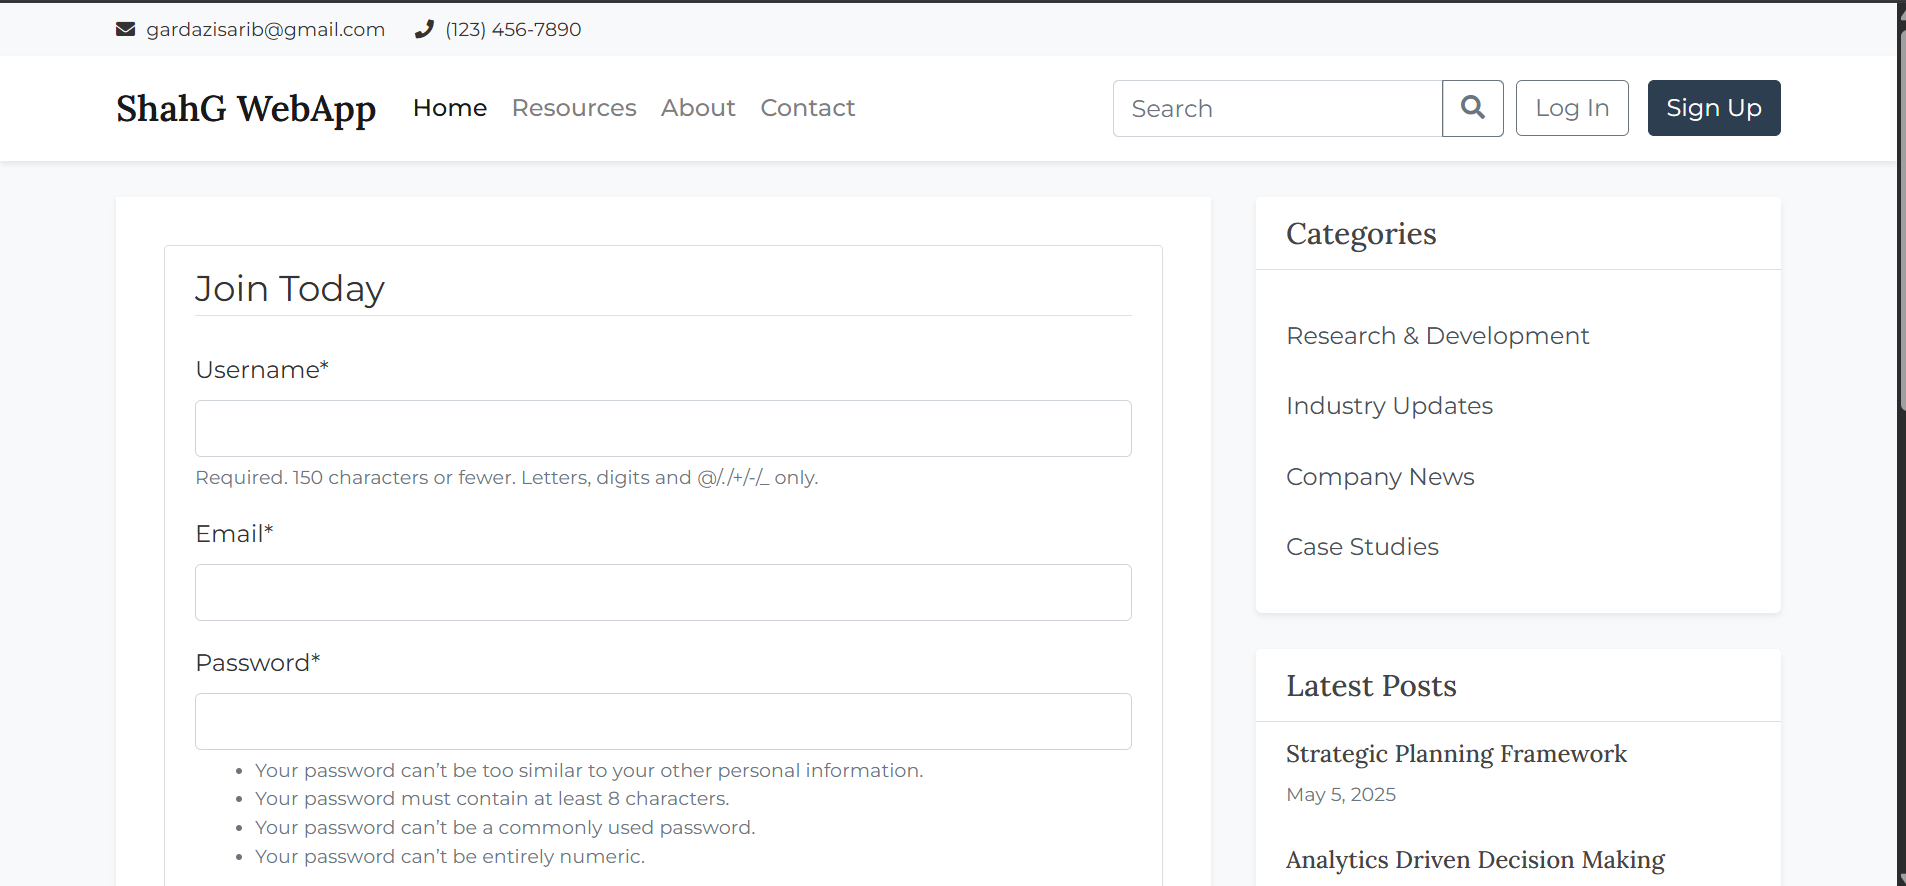 gardazisarib@gmail.com (123) 456-7890
ShahG WebApp Home Resources About Contact Search Log In Sign Up
Join Today
Username*
Required. 150 characters or fewer. Letters, digits and @/./+/-/_ only.
Email*
Password*
• Your password can’t be too similar to your other personal information.
• Your password must contain at least 8 characters.
• Your password can’t be a commonly used password.
• Your password can’t be entirely numeric.
Categories
Research & Development
Industry Updates
Company News
Case Studies
Latest Posts
Strategic Planning Framework
May 5, 2025
Analytics Driven Decision Making